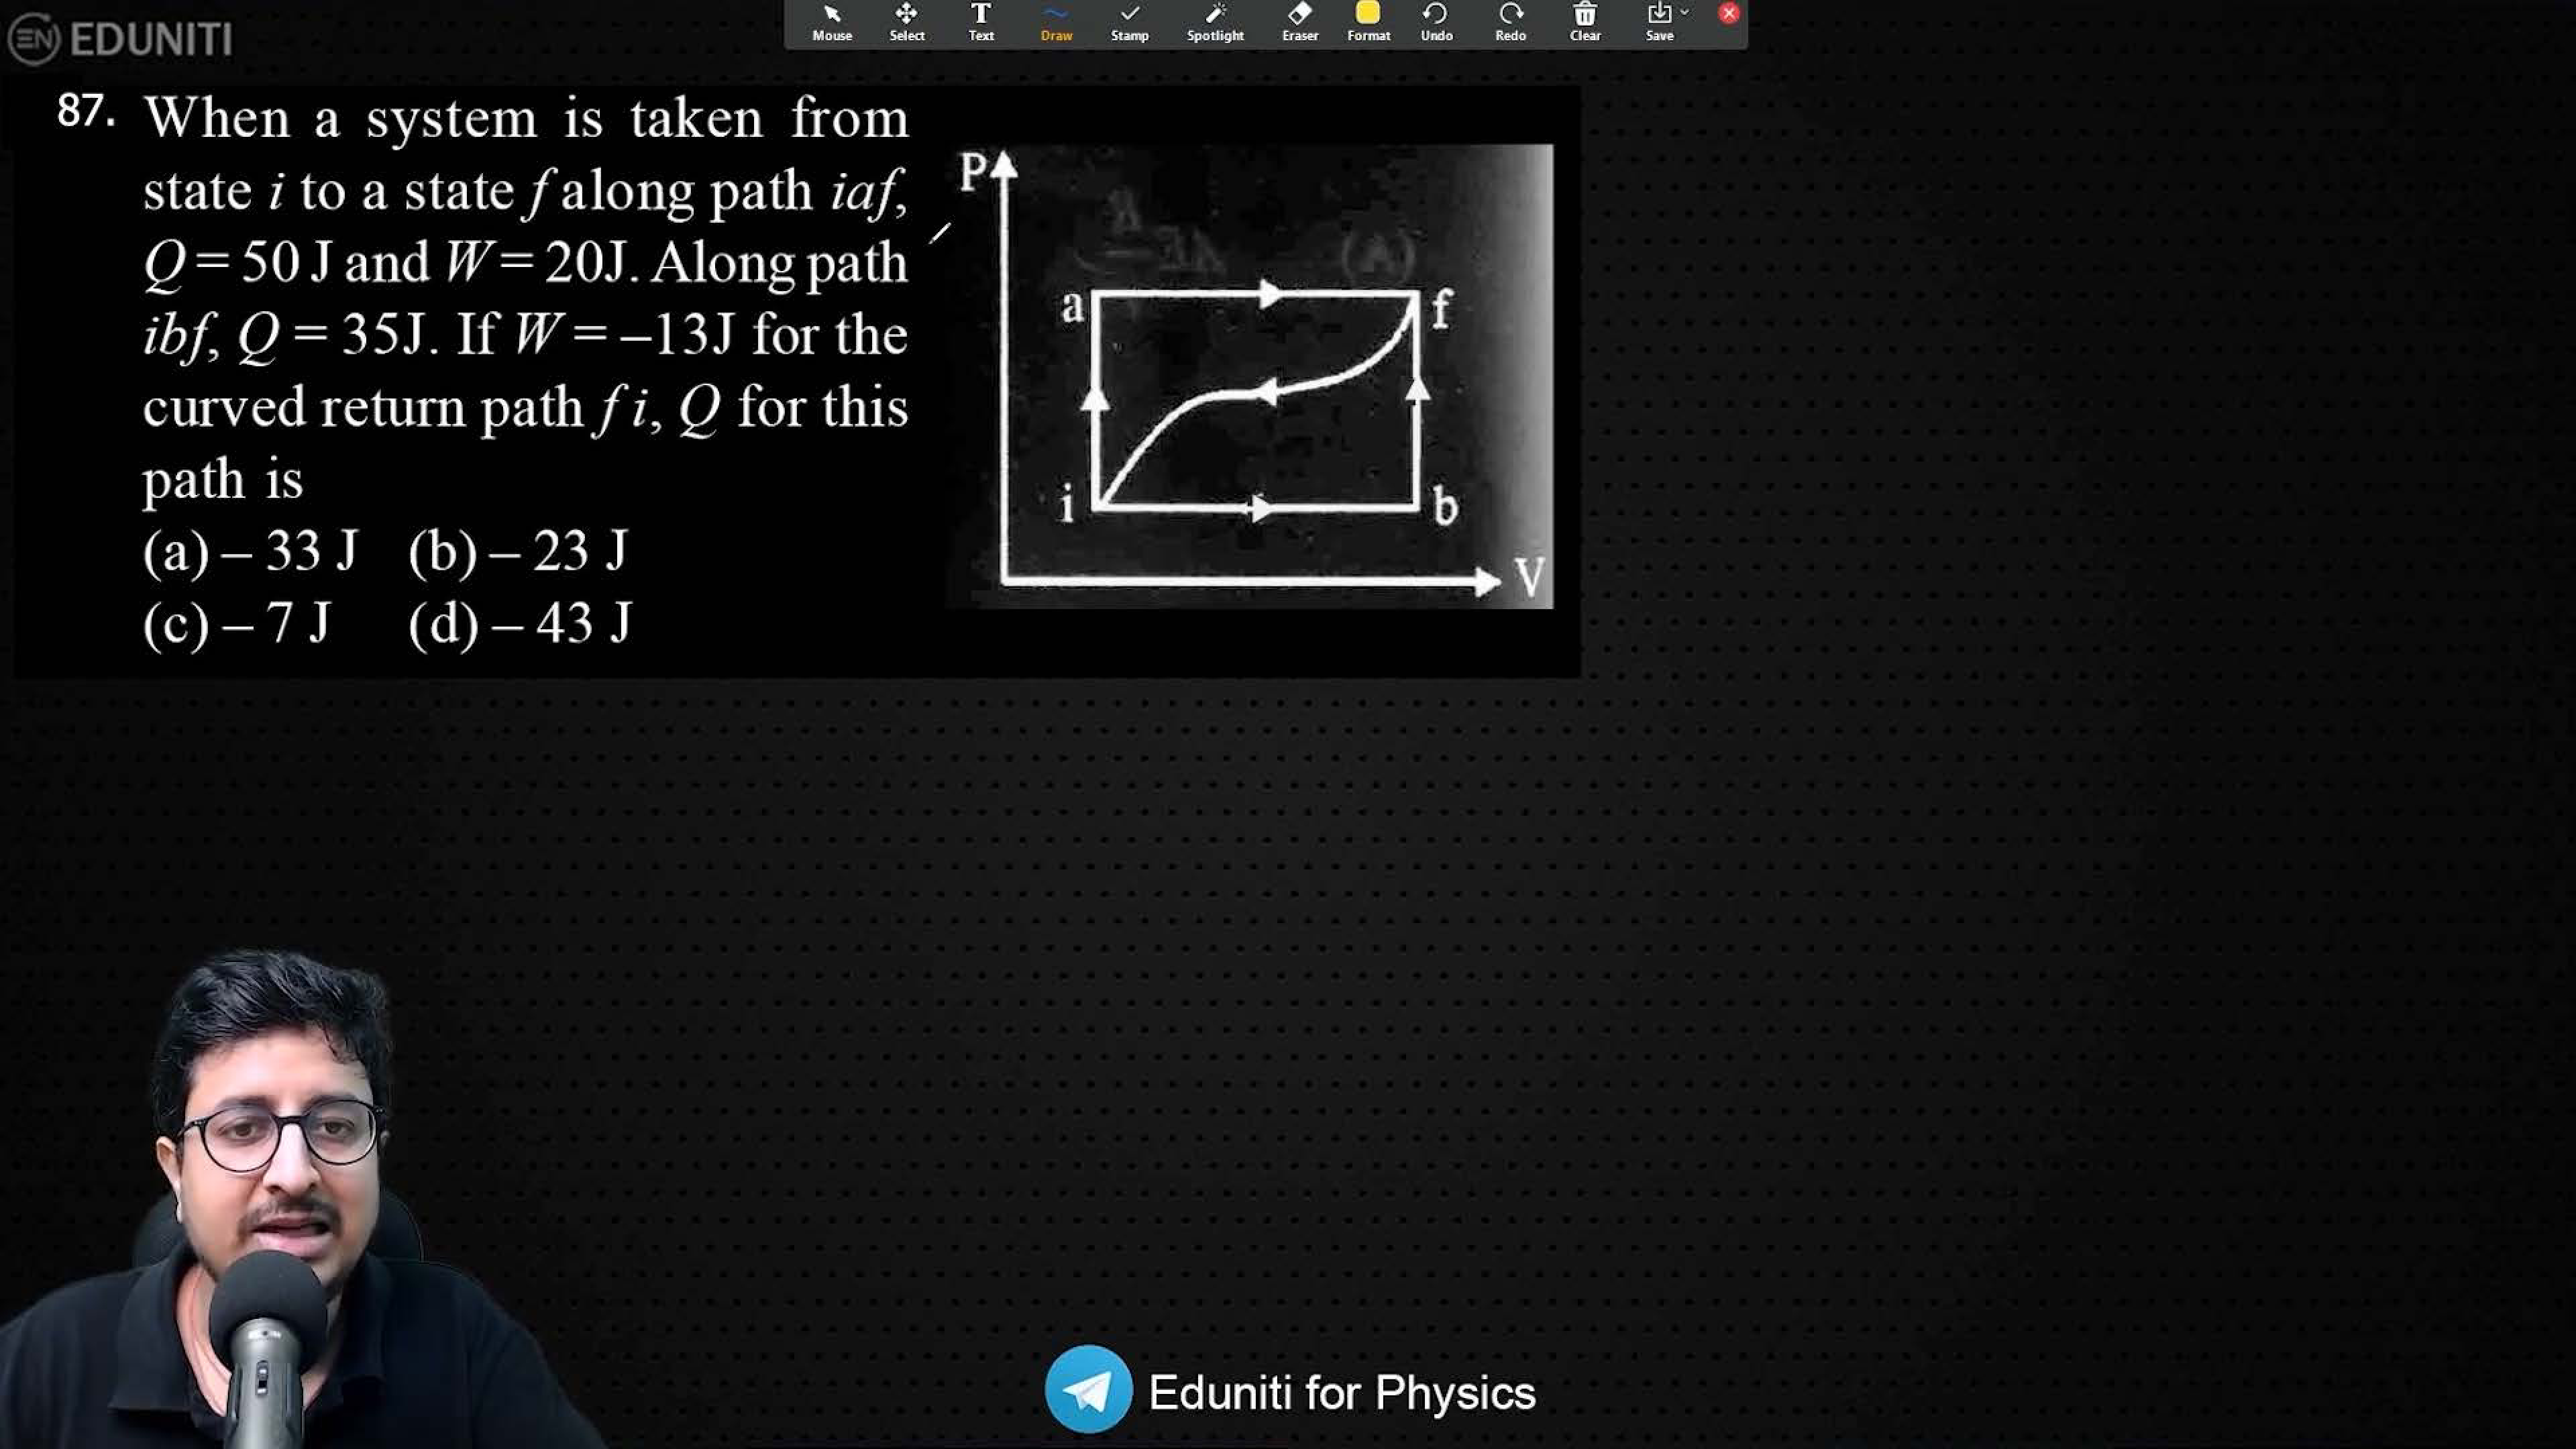 EN EDUNITI
Mouse Select Text Draw Stamp Spotlight Eraser Format Undo Redo Clear Save
87. When a system is taken from
state i to a state f along path iaf,
Q = 50 J and W = 20J. Along path
ibf, Q = 35J. If W = –13J for the
curved return path f i, Q for this
path is
(a) – 33 J (b) – 23 J
(c) – 7 J (d) – 43 J
P
a f
i b
V
Eduniti for Physics